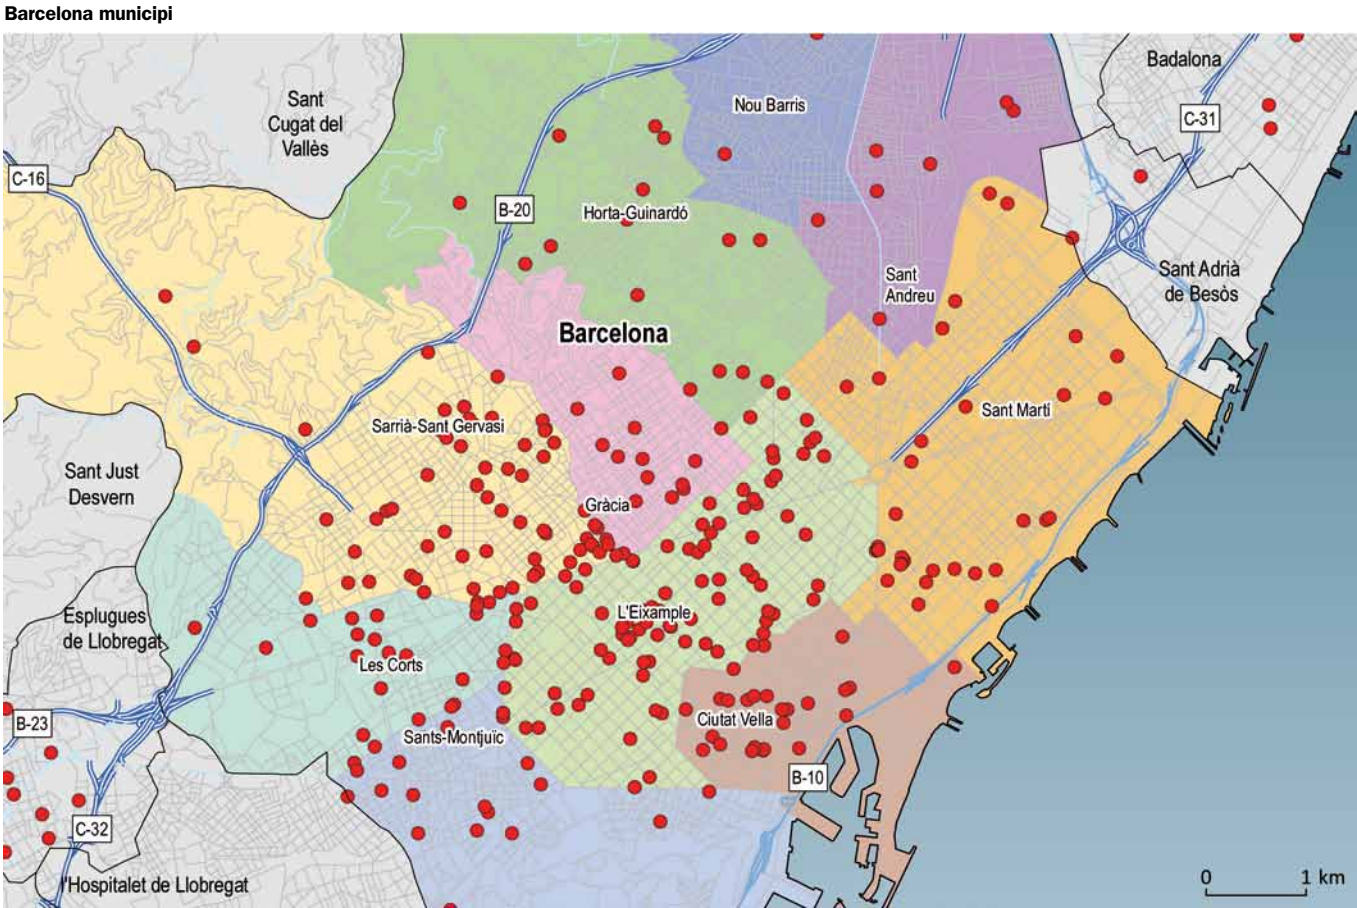 Barcelona municipi
Badalona
Sant
Cugat del
Vallès
Nou Barris
C-31
C-16
B-20
Horta-Guinardó
Sant Adrià
de Besòs
Sant
Andreu
Barcelona
Sarrià-Sant Gervasi
Sant Martí
Sant Just
Desvern
Gràcia
Esplugues
de Llobregat
L'Eixample
Les Corts
B-23
Sants-Montjuïc
Ciutat Vella
B-10
C-32
l'Hospitalet de Llobregat
0 1 km